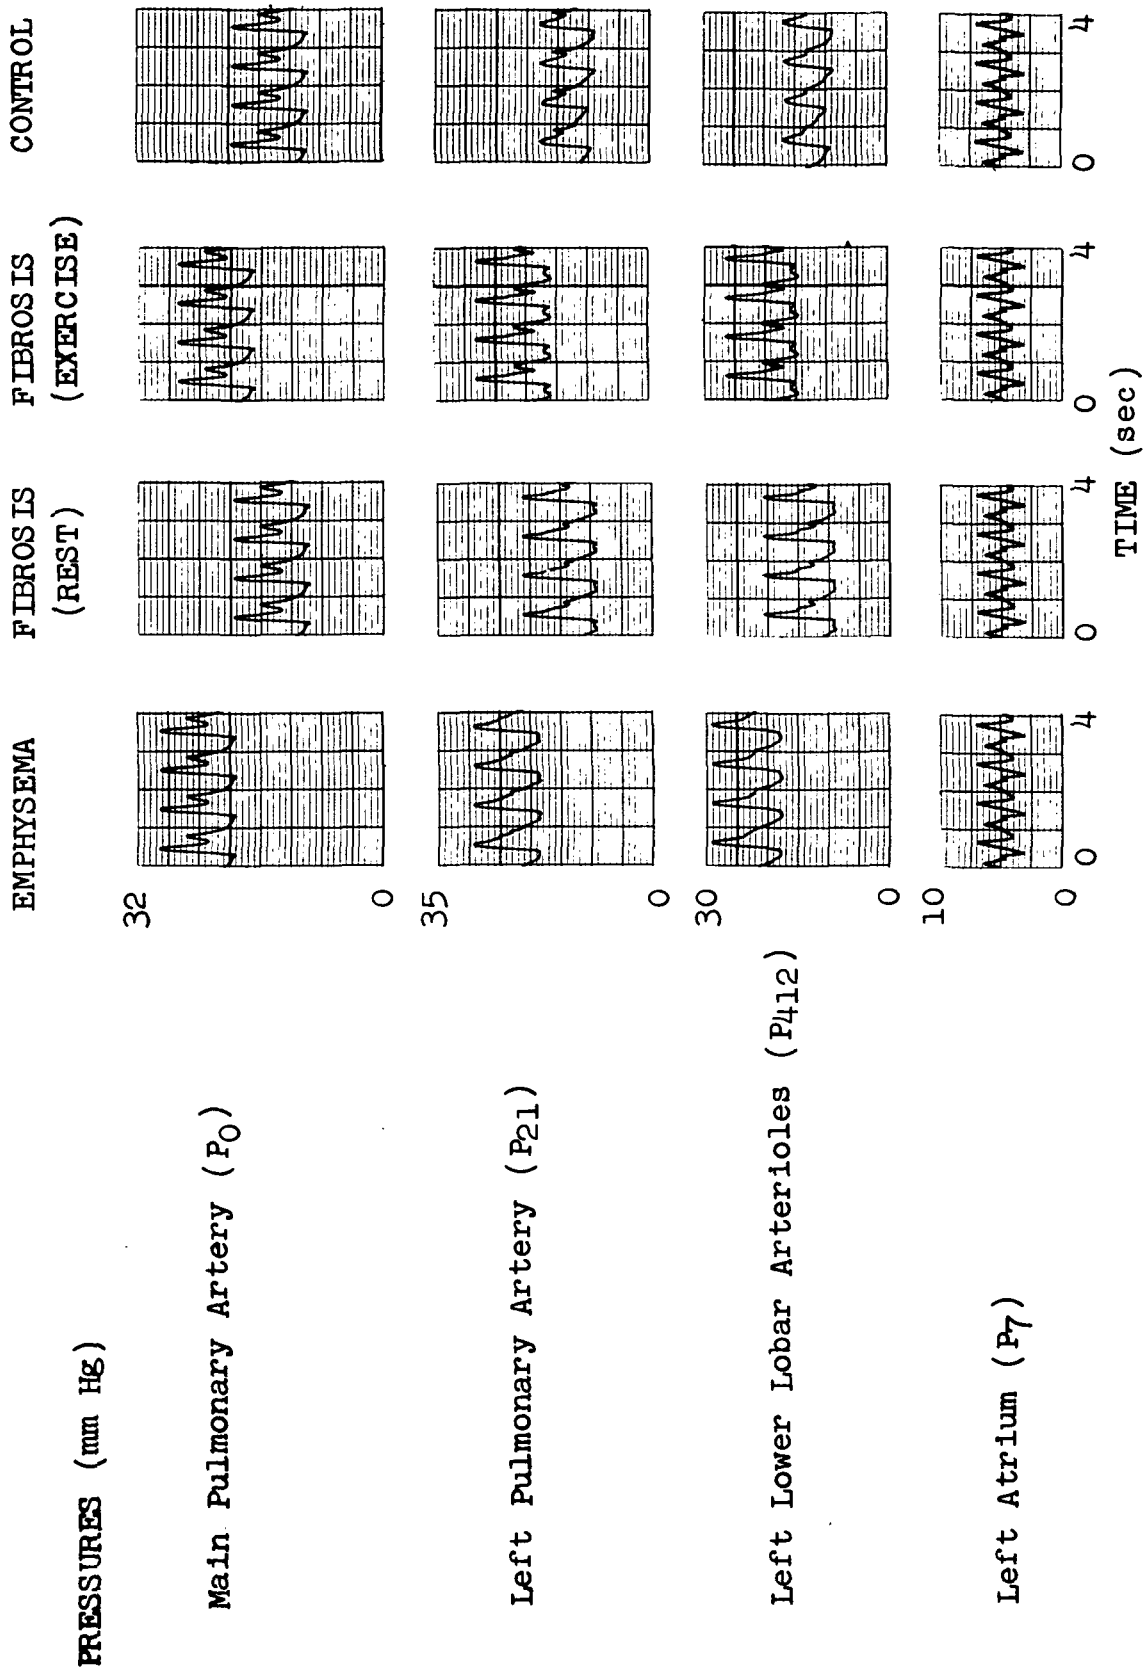 PRESSURES (mm Hg)
EMPHYSEMA
FIBROSIS
(REST)
FIBROSIS
(EXERCISE)
CONTROL
Main Pulmonary Artery (P0)
32
0
Left Pulmonary Artery (P21)
35
0
Left Lower Lobar Arterioles (P412)
30
0
Left Atrium (P7)
10
0
0 4
0 4
0 4
0 4
TIME (sec)